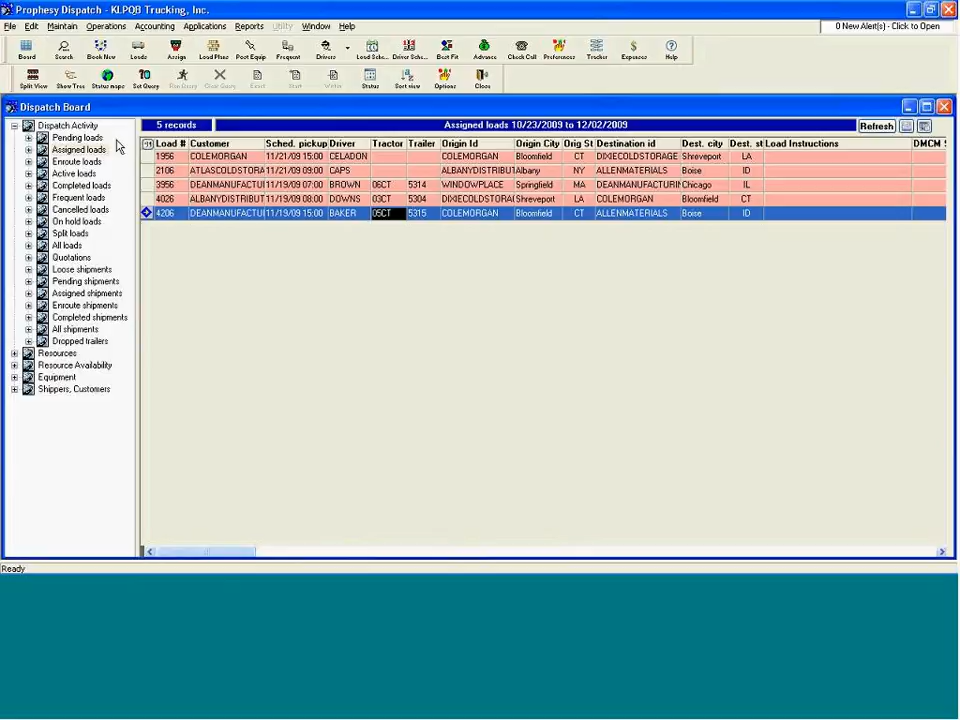 Prophesy Dispatch - KLPQB Trucking, Inc.
File Edit Maintain Operations Accounting Applications Reports Utility Window Help
0 New Alert(s) - Click to Open
Board Search Book New Loads Assign Load Plans Post Equip Frequent Drivers Load Sche... Driver Sche... Best Fit Advance Check Call Preferences Tracker Expenses Help
Split View Show Tree Status maps Set Query Run Query Clear Query Status Sort view Options Close
Dispatch Board
Dispatch Activity
Pending loads
Assigned loads
Enroute loads
Active loads
Completed loads
Frequent loads
Cancelled loads
On hold loads
Split loads
All loads
Quotations
Loose shipments
Pending shipments
Assigned shipments
Enroute shipments
Completed shipments
All shipments
Dropped trailers
Resources
Resource Availability
Equipment
Shippers, Customers
5 records Assigned loads 10/23/2009 to 12/02/2009 Refresh
Load # Customer Sched. pickup Driver Tractor Trailer Origin Id Origin City Orig St Destination id Dest. city Dest. st Load Instructions DMCM S
1956 COLEMORGAN 11/21/09 15:00 CELADON COLEMORGAN Bloomfield CT DIXIECOLDSTORAGE Shreveport LA
2106 ATLASCOLDSTORA 11/23/09 09:00 CAPS ALBANYDISTRIBUT Albany NY ALLENMATERIALS Boise ID
3956 DEANMANUFACTUI 11/19/09 07:00 BROWN 06CT 5314 WINDOWPLACE Springfield MA DEANMANUFACTURIN Chicago IL
4026 ALBANYDISTRIBUT 11/19/09 08:00 DOWNS 03CT 5304 DIXIECOLDSTORA Shreveport LA COLEMORGAN Bloomfield CT
4206 DEANMANUFACTUI 11/19/09 15:00 BAKER 05CT 5315 COLEMORGAN Bloomfield CT ALLENMATERIALS Boise ID
Ready